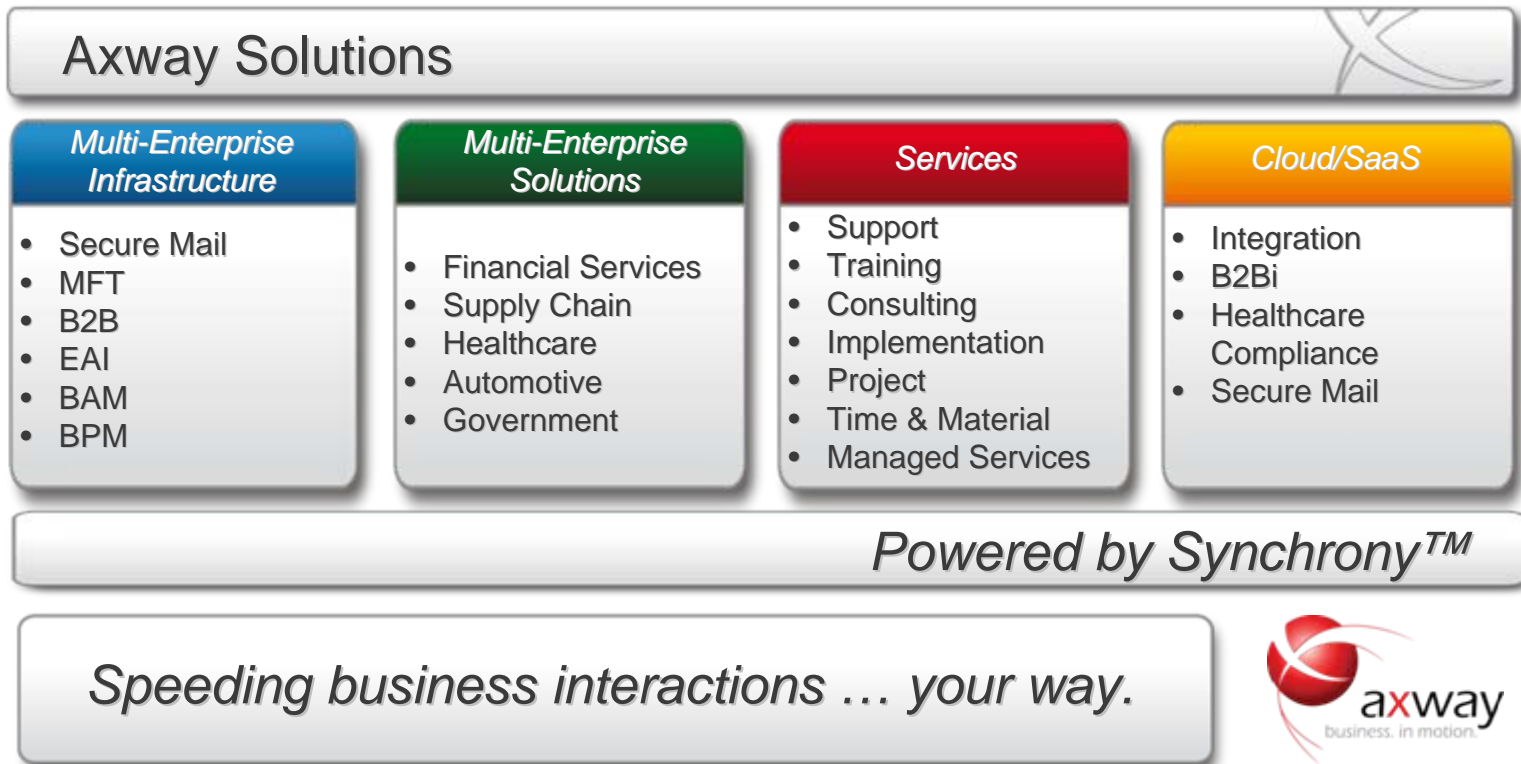 Axway Solutions
Multi-Enterprise
Infrastructure
• Secure Mail
• MFT
• B2B
• EAI
• BAM
• BPM
Multi-Enterprise
Solutions
• Financial Services
• Supply Chain
• Healthcare
• Automotive
• Government
Services
• Support
• Training
• Consulting
• Implementation
• Project
• Time & Material
• Managed Services
Cloud/SaaS
• Integration
• B2Bi
• Healthcare
Compliance
• Secure Mail
Powered by Synchrony™
Speeding business interactions … your way.
axway
business. in motion.